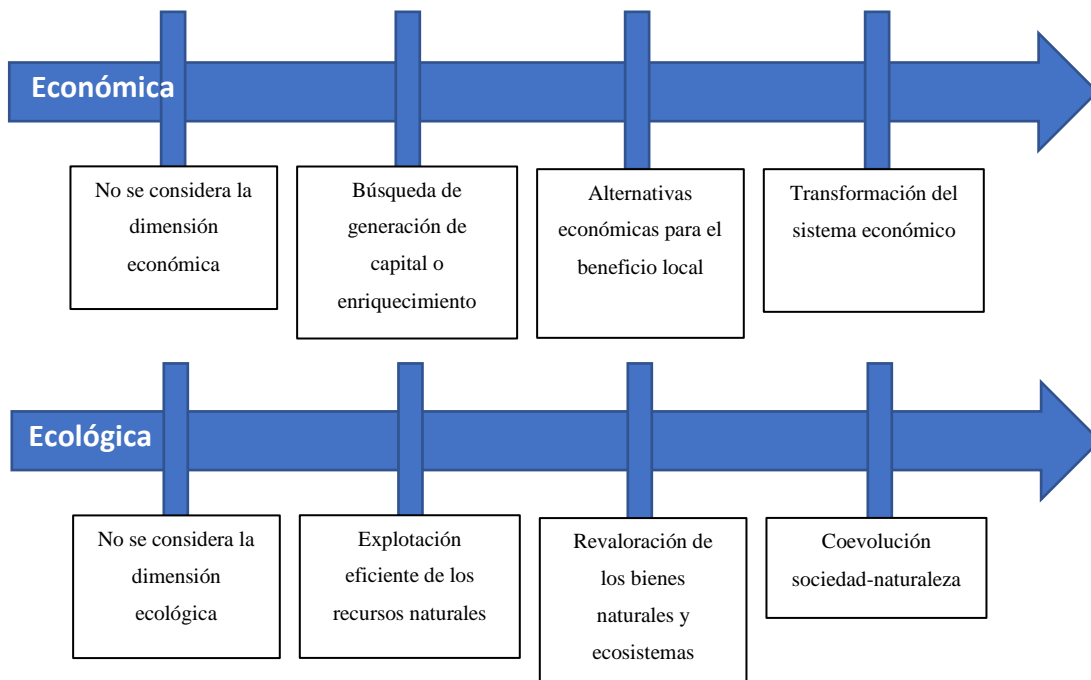 Económica
No se considera la
dimensión
económica
Búsqueda de
generación de
capital o
enriquecimiento
Alternativas
económicas para el
beneficio local
Transformación del
sistema económico
Ecológica
No se considera la
dimensión
ecológica
Explotación
eficiente de los
recursos naturales
Revaloración de
los bienes
naturales y
ecosistemas
Coevolución
sociedad-naturaleza